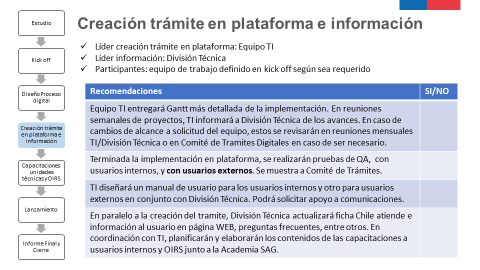 Creación trámite en plataforma e información
Estudio
Kick off
Diseño Proceso
digital
Creación trámite
en plataforma e
información
Capacitaciones
unidades
técnicas y OIRS
Lanzamiento
Informe Final y
Cierre
✓ Líder creación trámite en plataforma: Equipo TI
✓ Líder información: División Técnica
✓ Participantes: equipo de trabajo definido en kick off según sea requerido
Recomendaciones SI/NO
Equipo TI entregará Gantt más detallada de la implementación. En reuniones
semanales de proyectos, TI informará a División Técnica de los avances. En caso de
cambios de alcance a solicitud del equipo, estos se revisarán en reuniones mensuales
TI/División Técnica o en Comité de Tramites Digitales en caso de ser necesario.
Terminada la implementación en plataforma, se realizarán pruebas de QA, con
usuarios internos, y con usuarios externos. Se muestra a Comité de Trámites.
TI diseñará un manual de usuario para los usuarios internos y otro para usuarios
externos en conjunto con División Técnica. Podrá solicitar apoyo a comunicaciones.
En paralelo a la creación del tramite, División Técnica actualizará ficha Chile atiende e
información al usuario en página WEB, preguntas frecuentes, entre otros. En
coordinación con TI, planificarán y elaborarán los contenidos de las capacitaciones a
usuarios internos y OIRS junto a la Academia SAG.